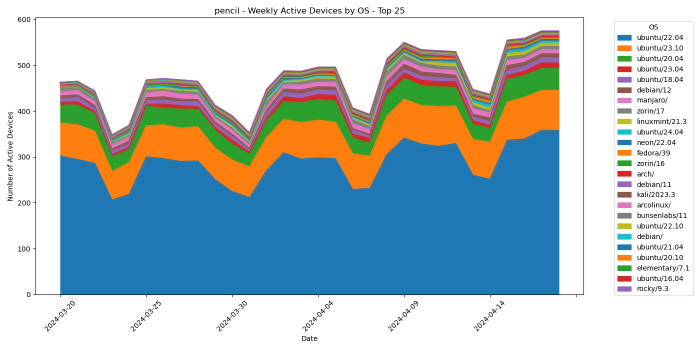 pencil - Weekly Active Devices by OS - Top 25
Number of Active Devices
600
500
400
300
200
100
0
2024-03-20
2024-03-25
2024-03-30
2024-04-04
2024-04-09
2024-04-14
Date
OS
ubuntu/22.04
ubuntu/23.10
ubuntu/20.04
ubuntu/23.04
ubuntu/18.04
debian/12
manjaro/
zorin/17
linuxmint/21.3
ubuntu/24.04
neon/22.04
fedora/39
zorin/16
arch/
debian/11
kali/2023.3
arcolinux/
bunsenlabs/11
ubuntu/22.10
debian/
ubuntu/21.04
ubuntu/20.10
elementary/7.1
ubuntu/16.04
rocky/9.3